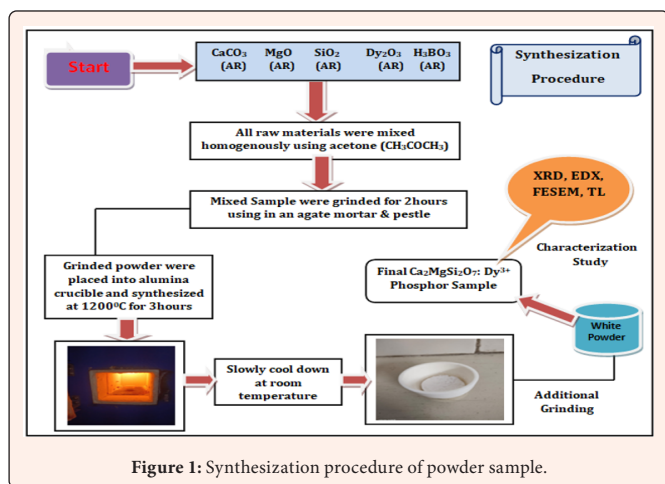 Start
CaCO₃ MgO SiO₂ Dy₂O₃ H₃BO₃
(AR) (AR) (AR) (AR) (AR)
Synthesization
Procedure
All raw materials were mixed
homogenously using acetone (CH₃COCH₃)
Mixed Sample were grinded for 2hours
using in an agate mortar & pestle
XRD, EDX,
FESEM, TL
Characterization
Study
Grinded powder were
placed into alumina
crucible and synthesized
at 1200⁰C for 3hours
Final Ca₂MgSi₂O₇: Dy³⁺
Phosphor Sample
White
Powder
Slowly cool down
at room
temperature
Additional
Grinding
Figure 1: Synthesization procedure of powder sample.